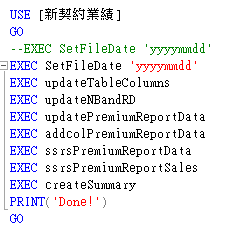 USE [新契約業績]
GO
--EXEC SetFileDate 'yyyymmdd'
EXEC SetFileDate 'yyyymmdd'
EXEC updateTableColumns
EXEC updateNBandRD
EXEC updatePremiumReportData
EXEC addcolPremiumReportData
EXEC ssrsPremiumReportData
EXEC ssrsPremiumReportSales
EXEC createSummary
PRINT('Done!')
GO